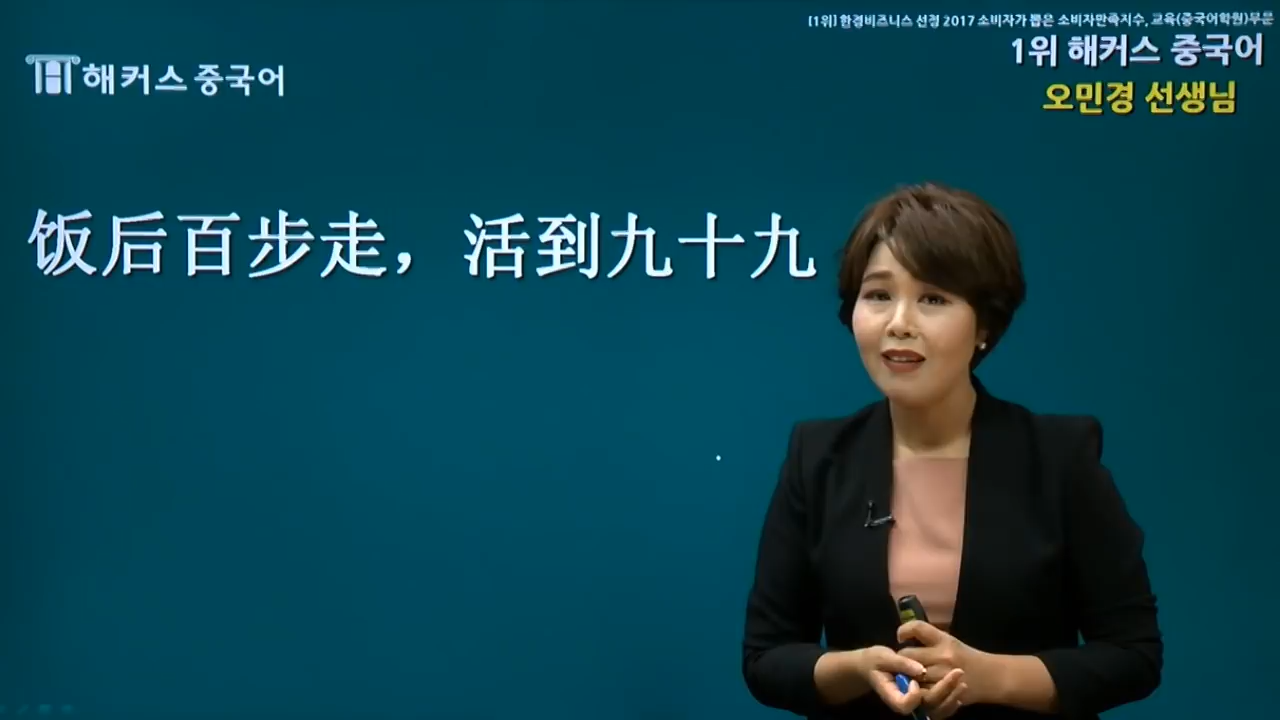 [1위] 한경비즈니스 선정 2017 소비자가 뽑은 소비자만족지수, 교육(중국어학원)부문
1위 해커스 중국어
오민경 선생님
해커스 중국어
饭后百步走，活到九十九